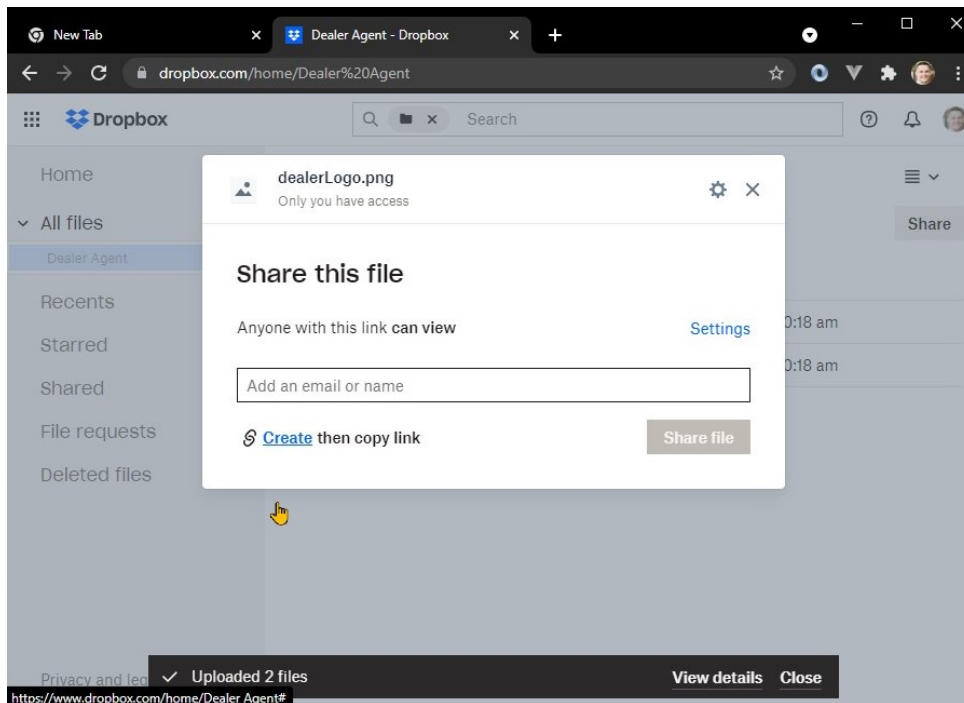 New Tab
Dealer Agent - Dropbox
dropbox.com/home/Dealer%20Agent
Dropbox
Search
dealerLogo.png
Only you have access
Home
All files
Share
Dealer Agent
Share this file
Recents
Anyone with this link can view
Settings
0:18 am
Starred
0:18 am
Shared
Add an email or name
File requests
Create then copy link
Share file
Deleted files
Privacy and leg
Uploaded 2 files
View details
Close
https://www.dropbox.com/home/Dealer Agent#